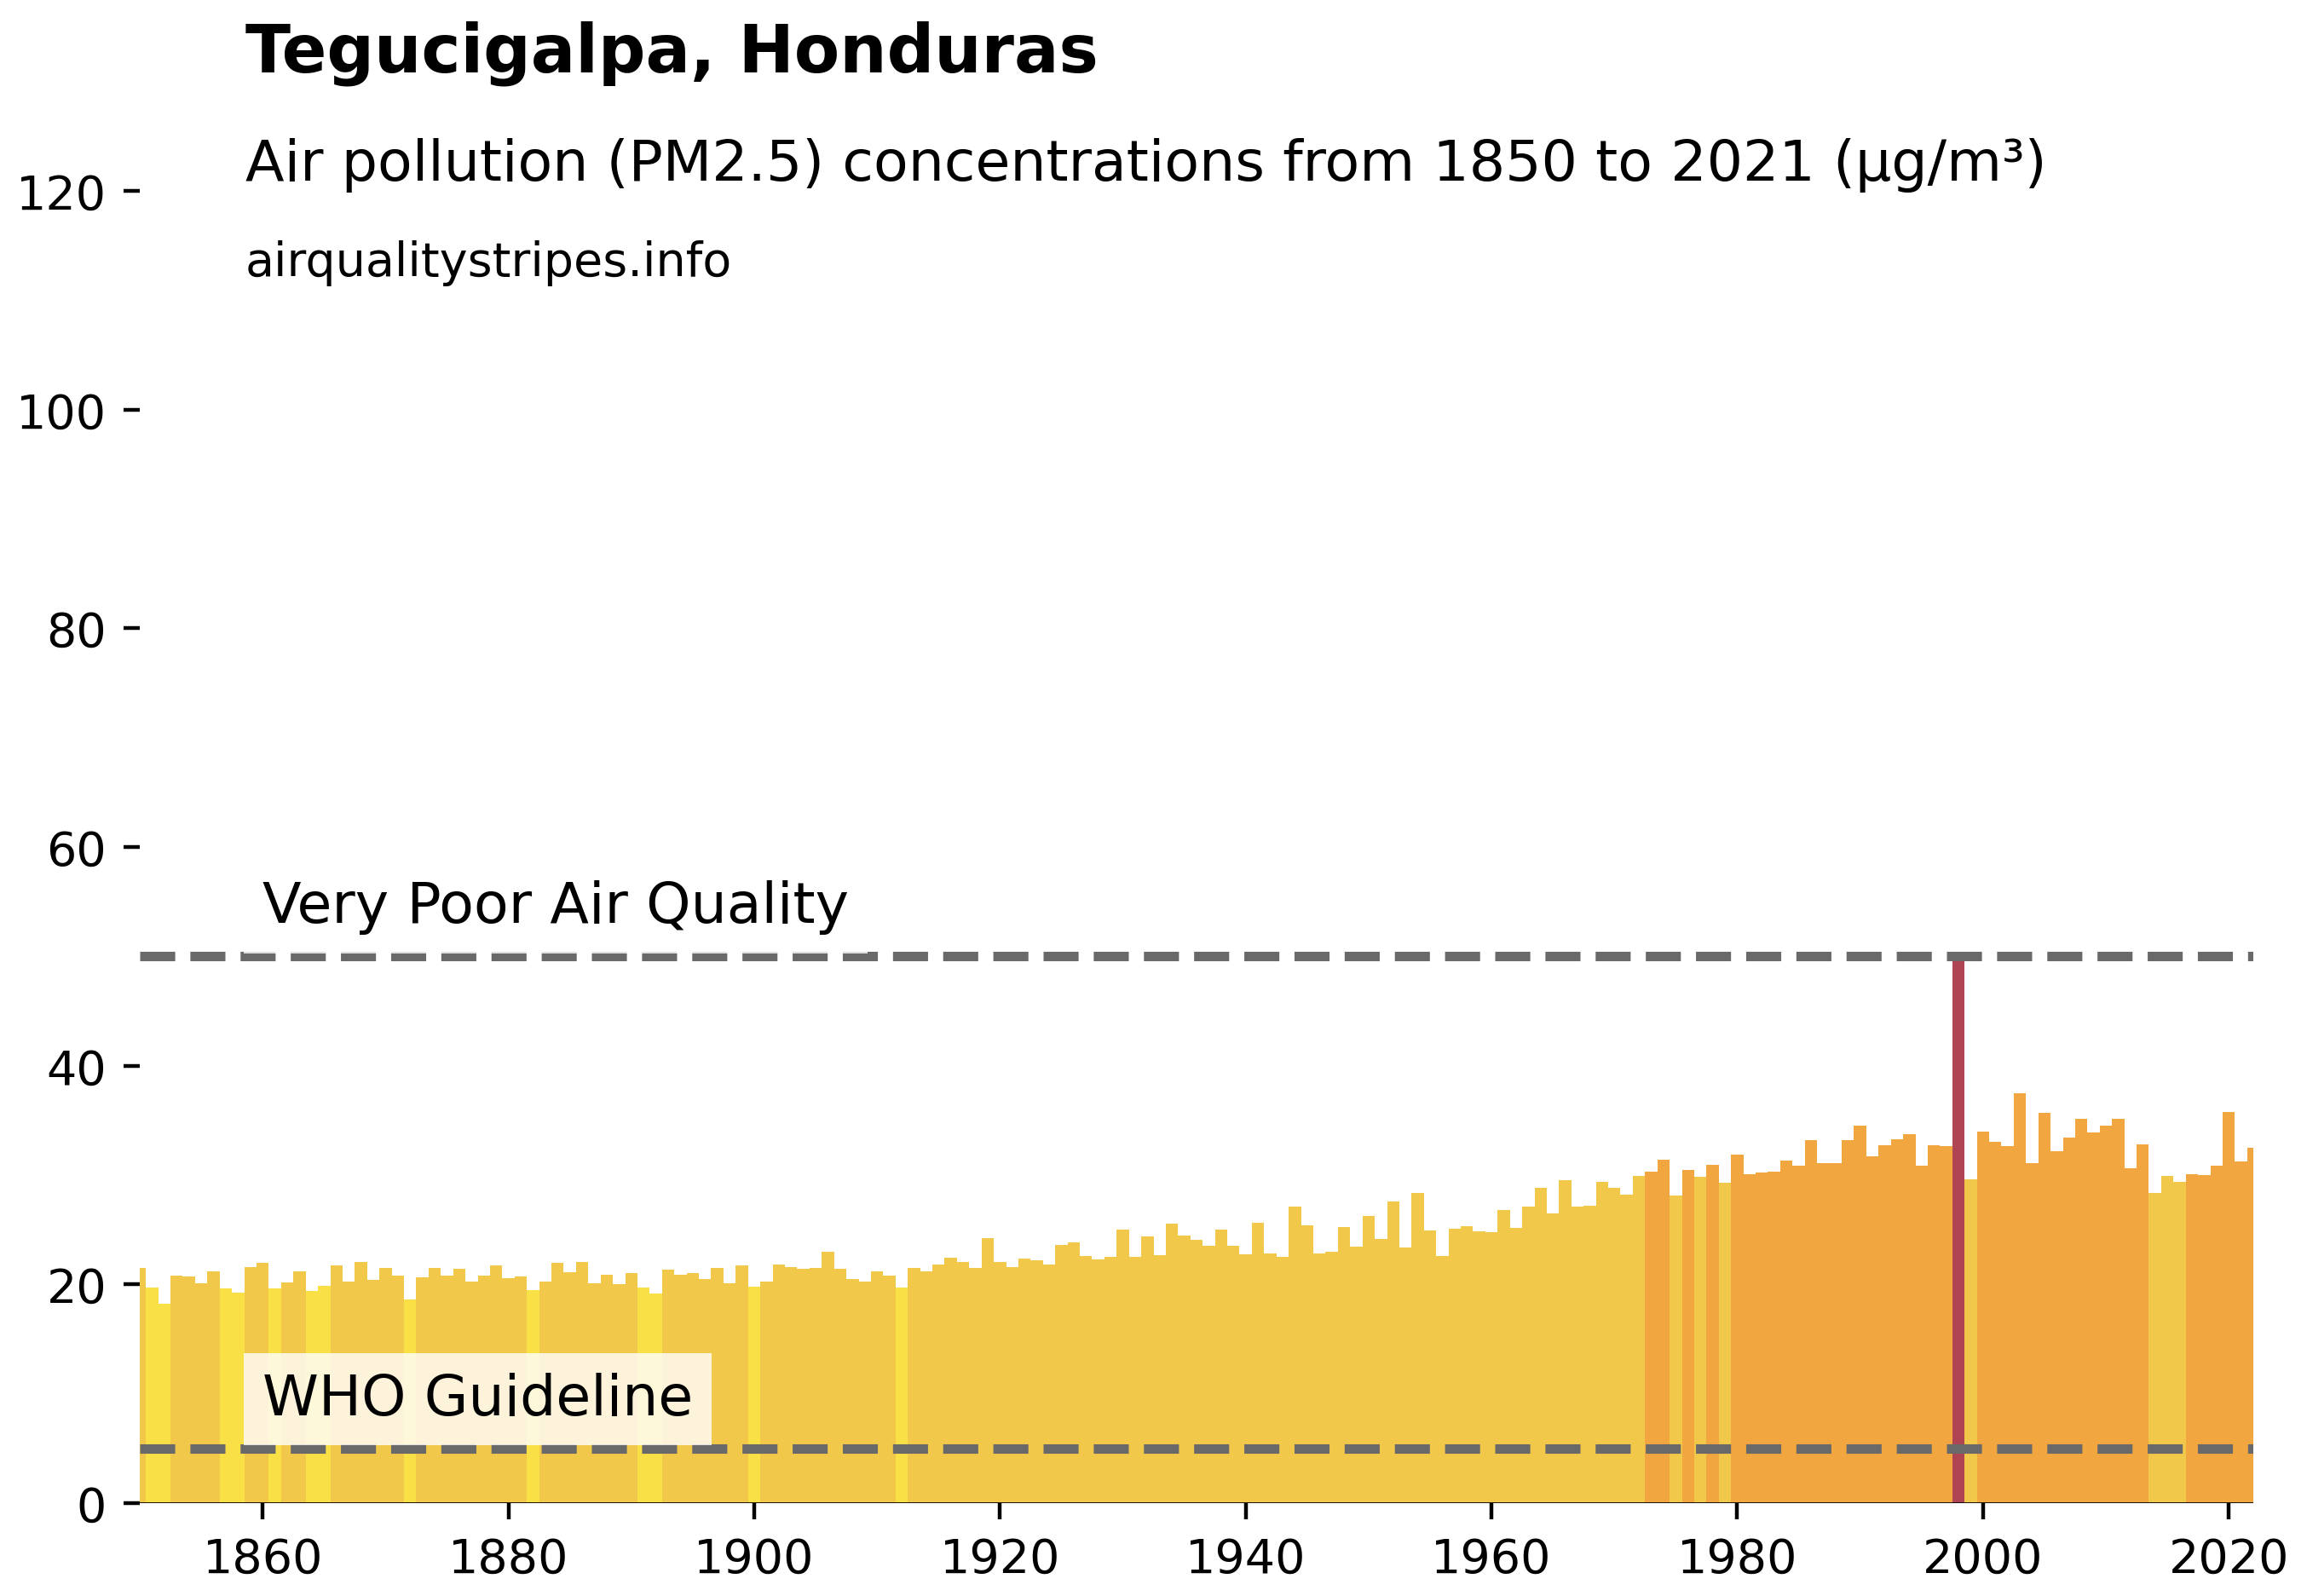 Tegucigalpa, Honduras
Air pollution (PM2.5) concentrations from 1850 to 2021 (μg/m³)
airqualitystripes.info
120
100
80
60
Very Poor Air Quality
40
20
WHO Guideline
0
1860 1880 1900 1920 1940 1960 1980 2000 2020